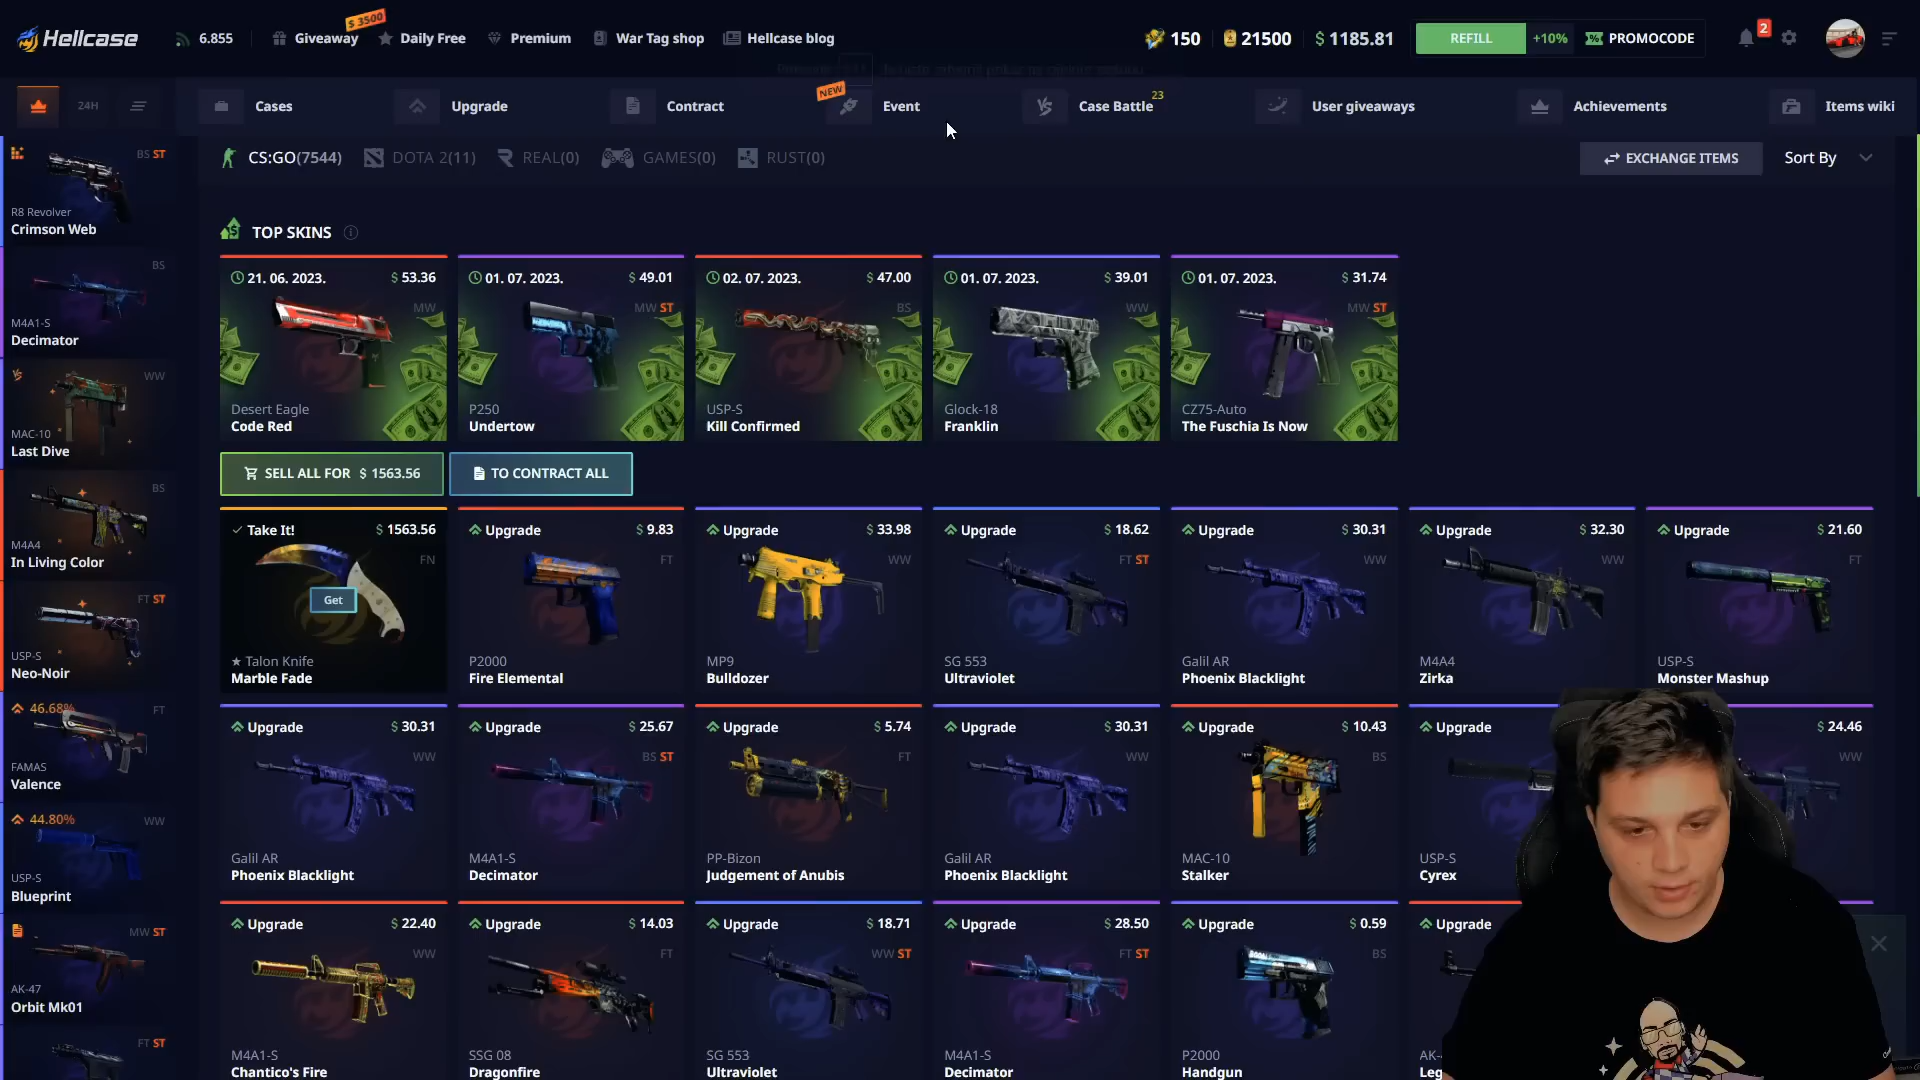 Hellcase
6.855
Giveaway
$ 3500
Daily Free
Premium
War Tag shop
Hellcase blog
150
21500
$ 1185.81
REFILL
+10%
PROMOCODE
2
24H
Cases
Upgrade
Contract
NEW
Event
Case Battle
23
User giveaways
Achievements
Items wiki
CS:GO(7544)
DOTA 2(11)
REAL(0)
GAMES(0)
RUST(0)
EXCHANGE ITEMS
Sort By
BS ST
R8 Revolver
Crimson Web
BS
M4A1-S
Decimator
WW
MAC-10
Last Dive
BS
M4A4
In Living Color
FT ST
USP-S
Neo-Noir
46.68%
FT
FAMAS
Valence
44.80%
WW
USP-S
Blueprint
MW ST
AK-47
Orbit Mk01
FT ST
TOP SKINS
21. 06. 2023.
$ 53.36
MW
Desert Eagle
Code Red
01. 07. 2023.
$ 49.01
MW ST
P250
Undertow
02. 07. 2023.
$ 47.00
BS
USP-S
Kill Confirmed
01. 07. 2023.
$ 39.01
WW
Glock-18
Franklin
01. 07. 2023.
$ 31.74
MW ST
CZ75-Auto
The Fuschia Is Now
SELL ALL FOR $ 1563.56
TO CONTRACT ALL
Take It!
$ 1563.56
FN
Get
★ Talon Knife
Marble Fade
Upgrade
$ 9.83
FT
P2000
Fire Elemental
Upgrade
$ 33.98
WW
MP9
Bulldozer
Upgrade
$ 18.62
FT ST
SG 553
Ultraviolet
Upgrade
$ 30.31
WW
Galil AR
Phoenix Blacklight
Upgrade
$ 32.30
WW
M4A4
Zirka
Upgrade
$ 21.60
FT
USP-S
Monster Mashup
Upgrade
$ 30.31
WW
Galil AR
Phoenix Blacklight
Upgrade
$ 25.67
BS ST
M4A1-S
Decimator
Upgrade
$ 5.74
FT
PP-Bizon
Judgement of Anubis
Upgrade
$ 30.31
WW
Galil AR
Phoenix Blacklight
Upgrade
$ 10.43
BS
MAC-10
Stalker
Upgrade
USP-S
Cyrex
$ 24.46
WW
Upgrade
$ 22.40
WW
M4A1-S
Chantico's Fire
Upgrade
$ 14.03
FT
SSG 08
Dragonfire
Upgrade
$ 18.71
WW ST
SG 553
Ultraviolet
Upgrade
$ 28.50
FT ST
M4A1-S
Decimator
Upgrade
$ 0.59
BS
P2000
Handgun
Upgrade
AK-
Leg